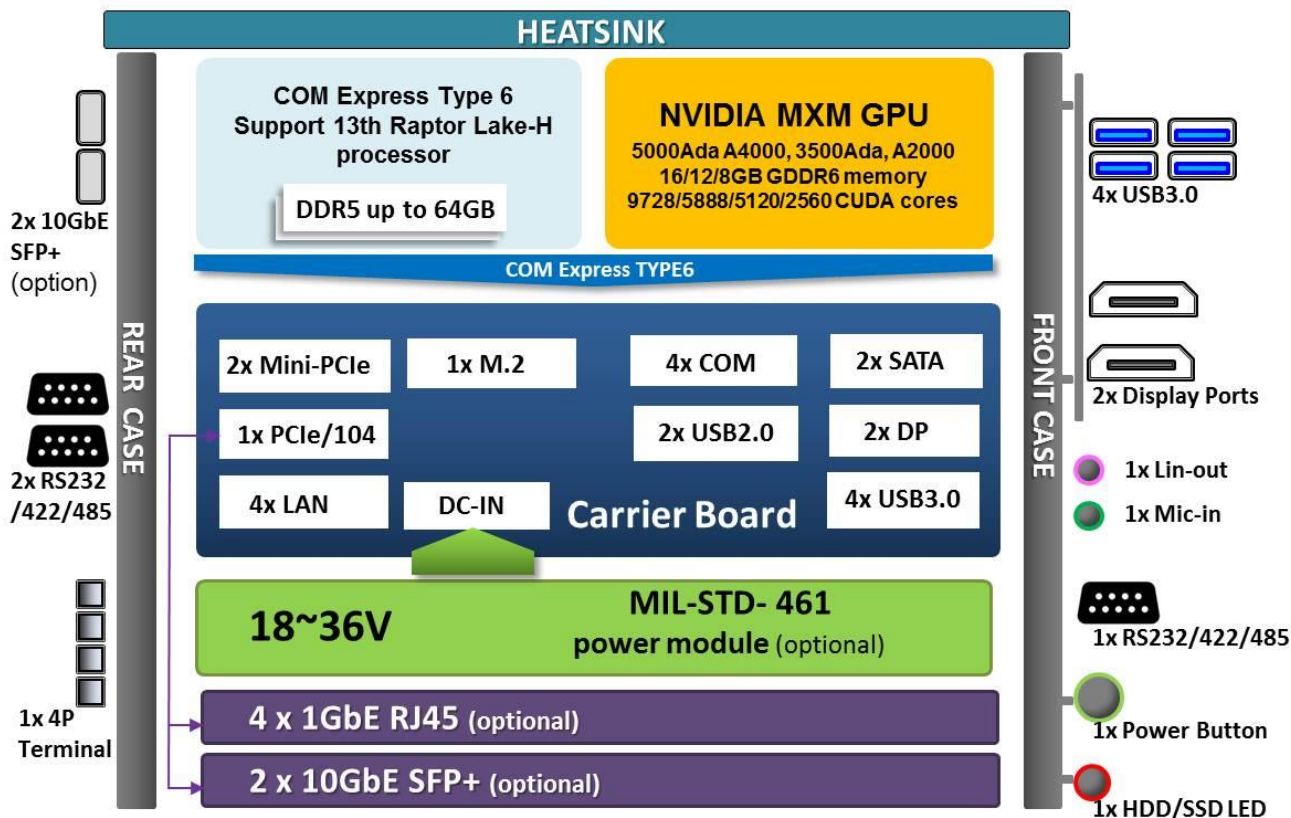 HEATSINK
2x 10GbE
SFP+
(option)
2x RS232
/422/485
1x 4P
Terminal
REAR CASE
COM Express Type 6
Support 13th Raptor Lake-H
processor
DDR5 up to 64GB
NVIDIA MXM GPU
5000Ada A4000, 3500Ada, A2000
16/12/8GB GDDR6 memory
9728/5888/5120/2560 CUDA cores
COM Express TYPE6
2x Mini-PCIe
1x M.2
4x COM
2x SATA
1x PCIe/104
2x USB2.0
2x DP
4x LAN
DC-IN
Carrier Board
4x USB3.0
18~36V
MIL-STD- 461
power module (optional)
4 x 1GbE RJ45 (optional)
2 x 10GbE SFP+ (optional)
FRONT CASE
4x USB3.0
2x Display Ports
1x Lin-out
1x Mic-in
1x RS232/422/485
1x Power Button
1x HDD/SSD LED